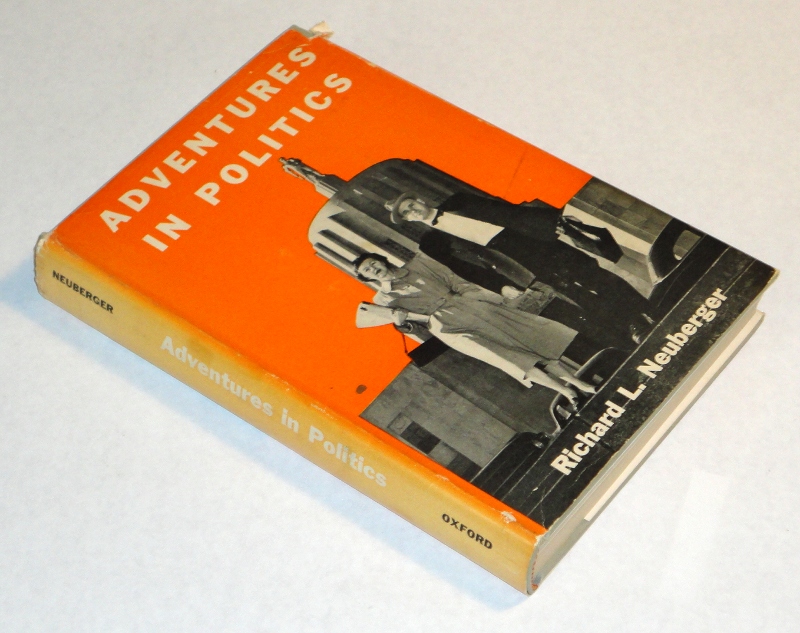 ADVENTURES
IN POLITICS
Richard L. Neuberger
NEUBERGER
Adventures in Politics
OXFORD